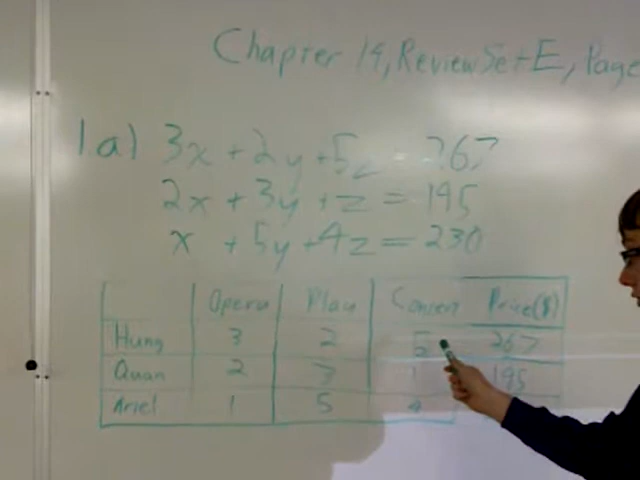 Chapter 14, Review Set E, Page
1.a) 3x + 2y + 5z = 267
2x + 3y + z = 195
x + 5y + 4z = 230
Opera Play Concert Price($)
Hung 3 2 5 267
Quan 2 3 1 195
Ariel 1 5 4